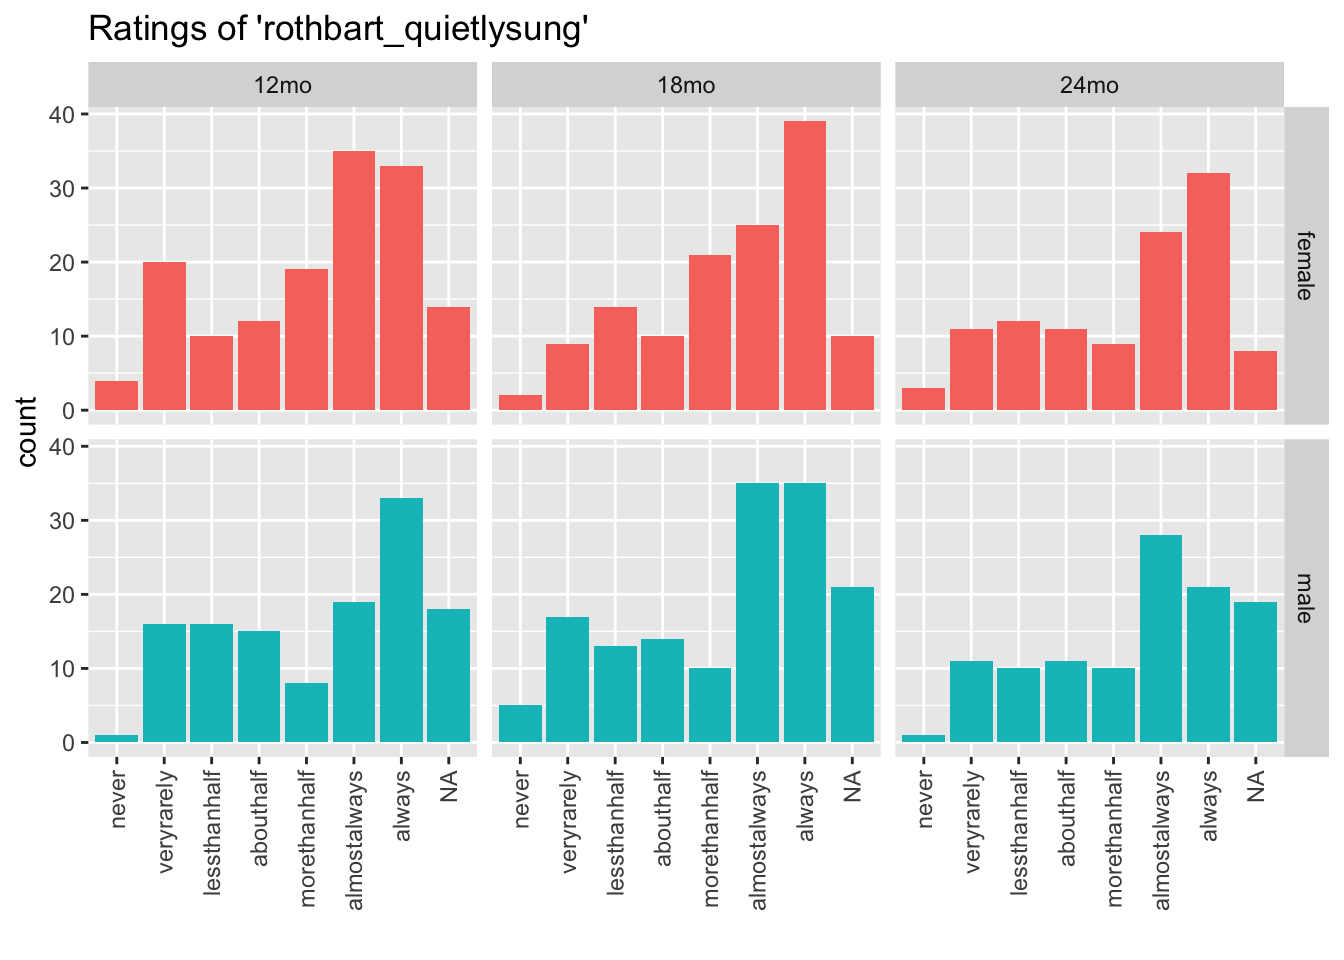 Ratings of 'rothbart_quietlysung'
12mo 18mo 24mo
40
30
20
10
0
female
count
40
30
20
10
0
male
never veryrarely lessthanhalf abouthalf morethanhalf almostalways always NA never veryrarely lessthanhalf abouthalf morethanhalf almostalways always NA never veryrarely lessthanhalf abouthalf morethanhalf almostalways always NA